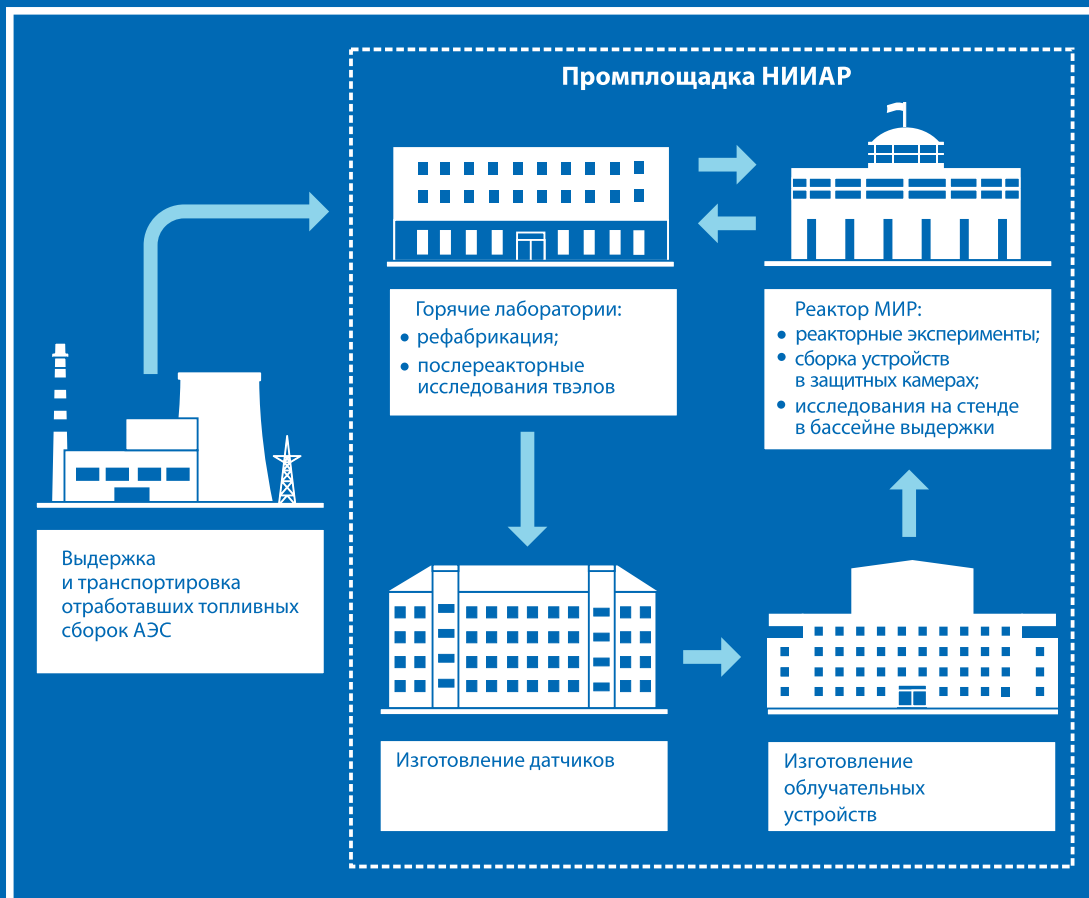 Промплощадка НИИАР
Горячие лаборатории:
• рефабрикация;
• послереакторные
исследования твэлов
Реактор МИР:
• реакторные эксперименты;
• сборка устройств
в защитных камерах;
• исследования на стенде
в бассейне выдержки
Выдержка
и транспортировка
отработавших топливных
сборок АЭС
Изготовление датчиков
Изготовление
облучательных
устройств